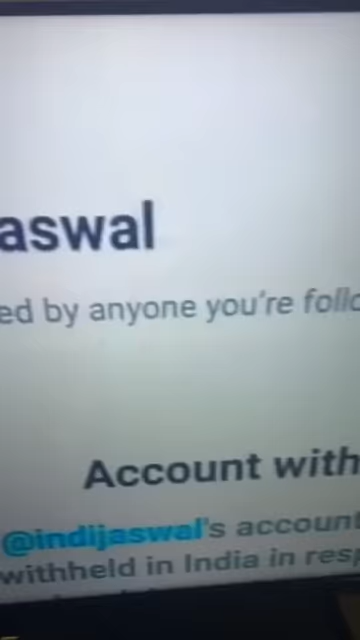 aswal
ed by anyone you're follo
Account with
@indijaswal's account
withheld in India in resp